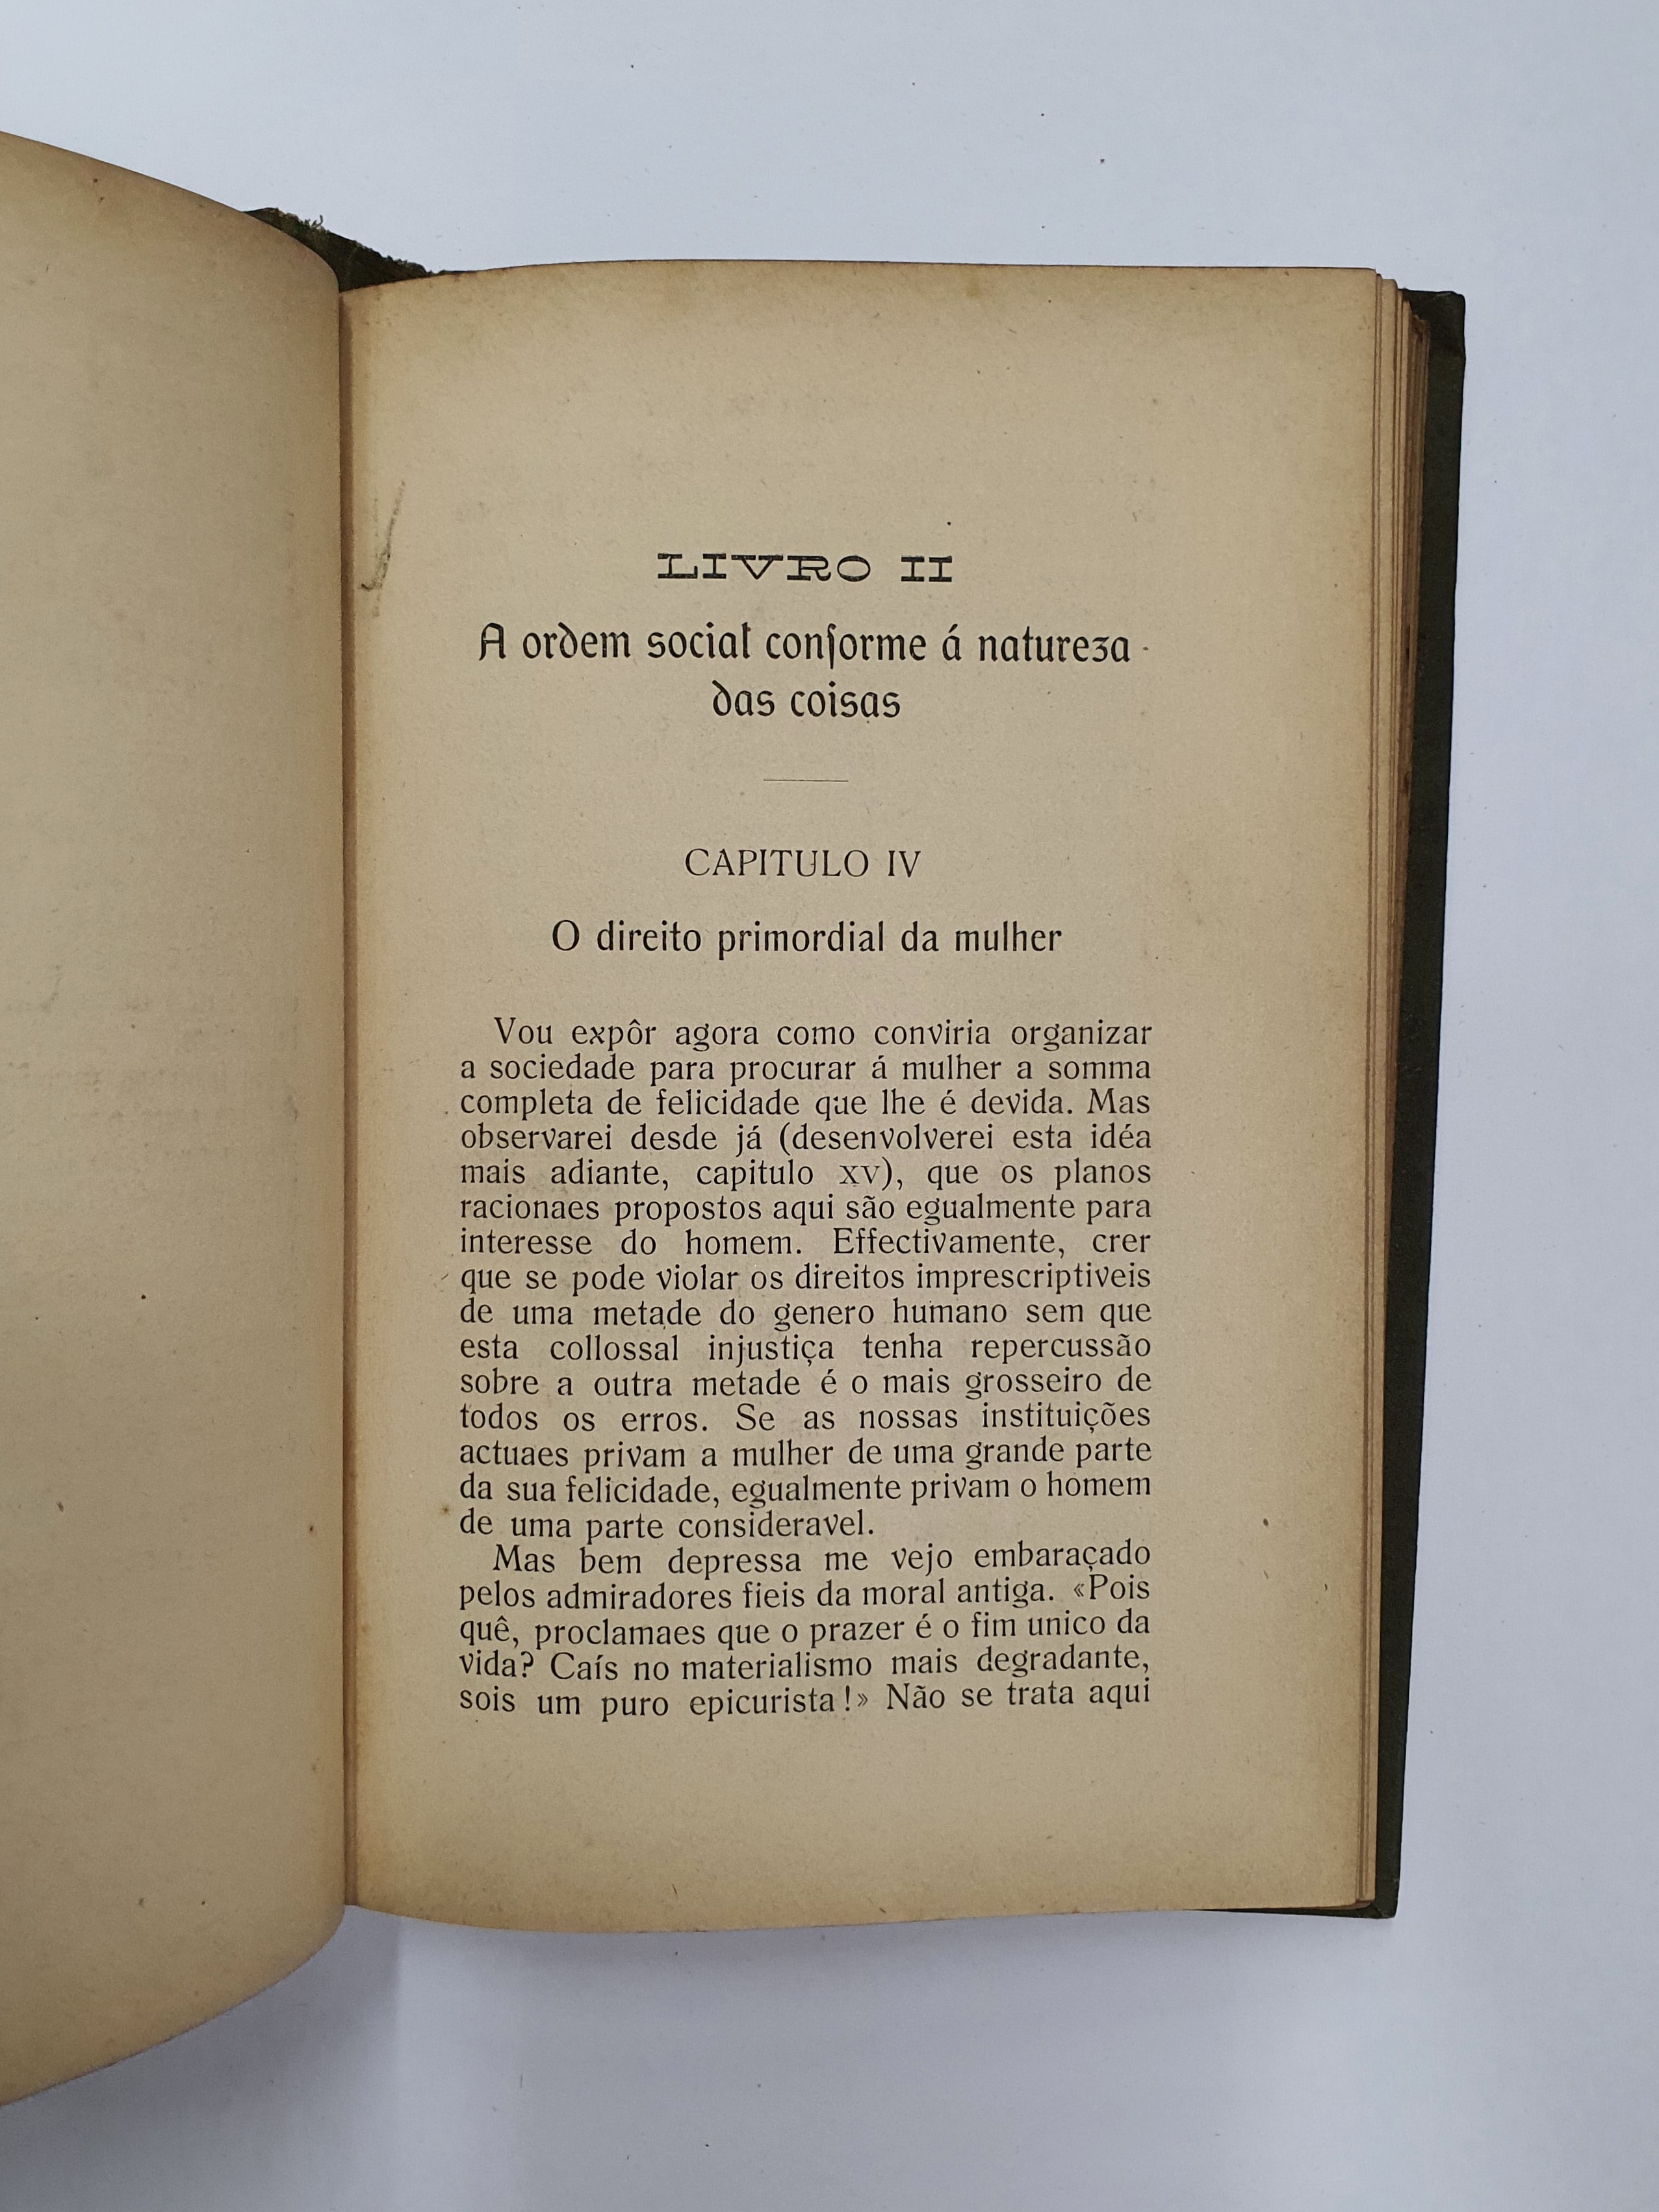 LIVRO II
A ordem social conforme á natureza
das coisas
CAPITULO IV
O direito primordial da mulher
Vou expôr agora como conviria organizar
a sociedade para procurar á mulher a somma
completa de felicidade que lhe é devida. Mas
observarei desde já (desenvolverei esta idéa
mais adiante, capitulo XV), que os planos
racionaes propostos aqui são egualmente para
interesse do homem. Effectivamente, crer
que se pode violar os direitos imprescriptiveis
de uma metade do genero humano sem que
esta collossal injustiça tenha repercussão
sobre a outra metade é o mais grosseiro de
todos os erros. Se as nossas instituições
actuaes privam a mulher de uma grande parte
da sua felicidade, egualmente privam o homem
de uma parte consideravel.
Mas bem depressa me vejo embaraçado
pelos admiradores fieis da moral antiga. «Pois
quê, proclamaes que o prazer é o fim unico da
vida? Caís no materialismo mais degradante,
sois um puro epicurista!» Não se trata aqui